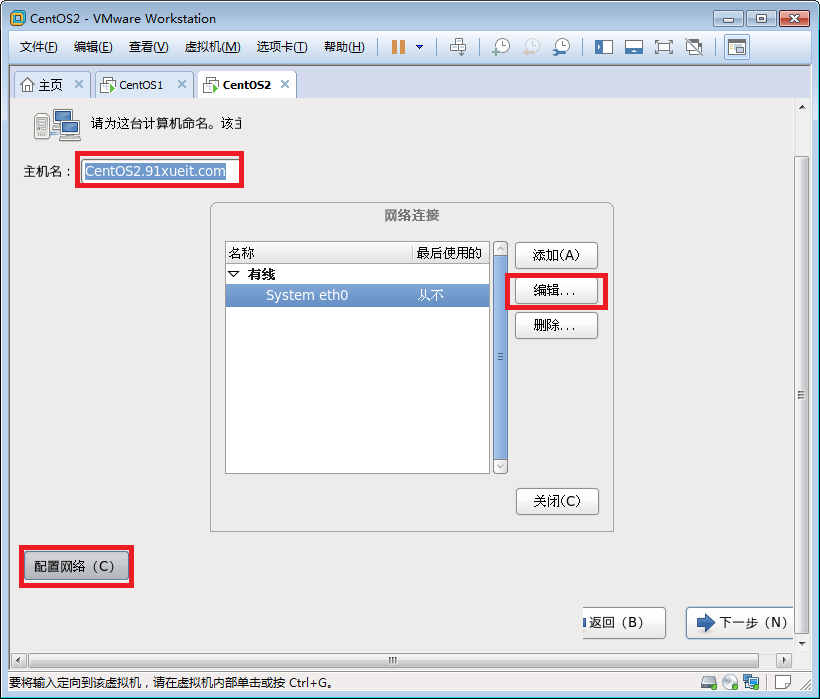 CentOS2 - VMware Workstation
文件(F) 编辑(E) 查看(V) 虚拟机(M) 选项卡(T) 帮助(H)
主页 CentOS1 CentOS2
请为这台计算机命名。该主
主机名： CentOS2.91xueit.com
网络连接
名称 最后使用的
添加(A)
有线
System eth0 从不
编辑...
删除...
关闭(C)
配置网络（C）
返回（B） 下一步（N）
要将输入定向到该虚拟机，请在虚拟机内部单击或按 Ctrl+G。